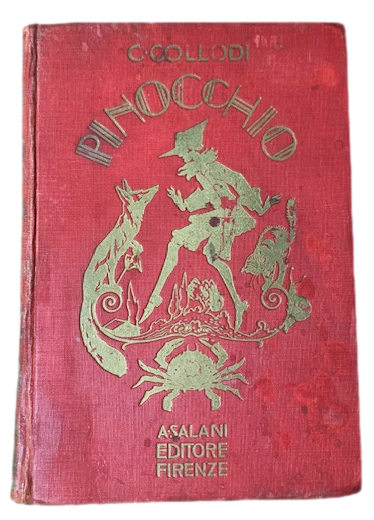 C·COLLODI
PINOCCHIO
A·SALANI
EDITORE
FIRENZE